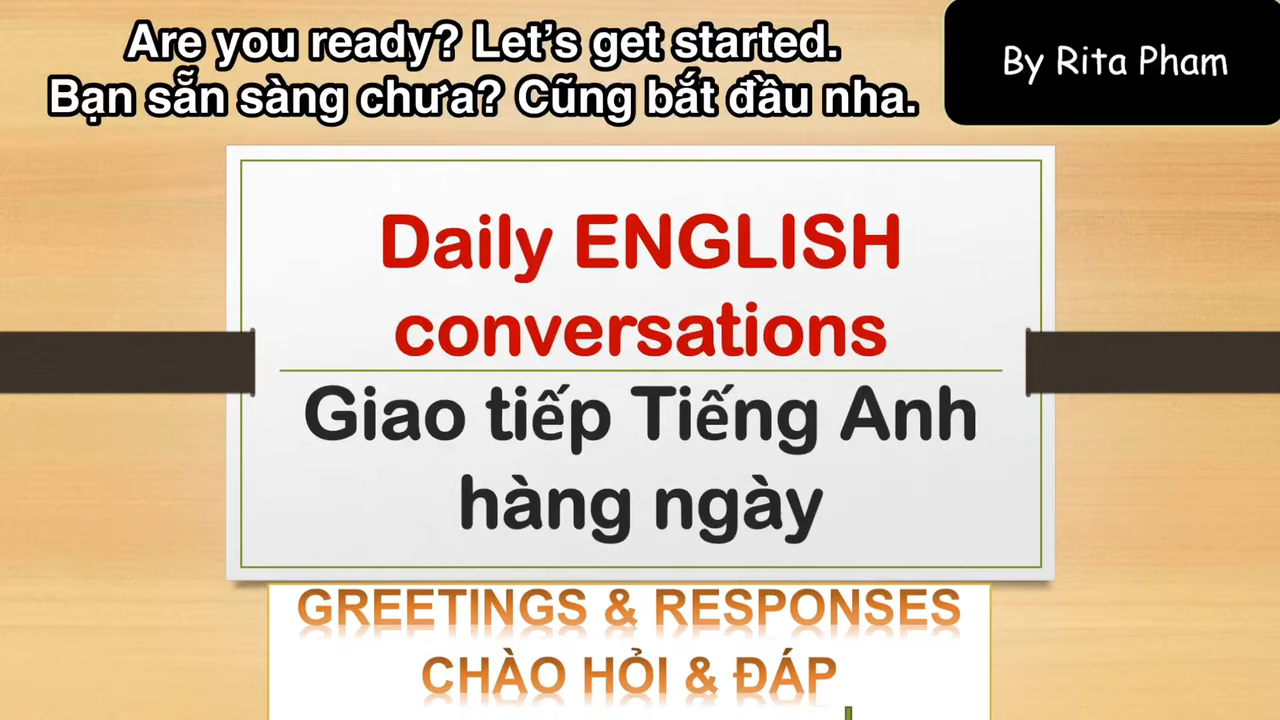 Are you ready? Let's get started.
Bạn sẵn sàng chưa? Cũng bắt đầu nha.
By Rita Pham
Daily ENGLISH
conversations
Giao tiếp Tiếng Anh
hàng ngày
GREETINGS & RESPONSES
CHÀO HỎI & ĐÁP